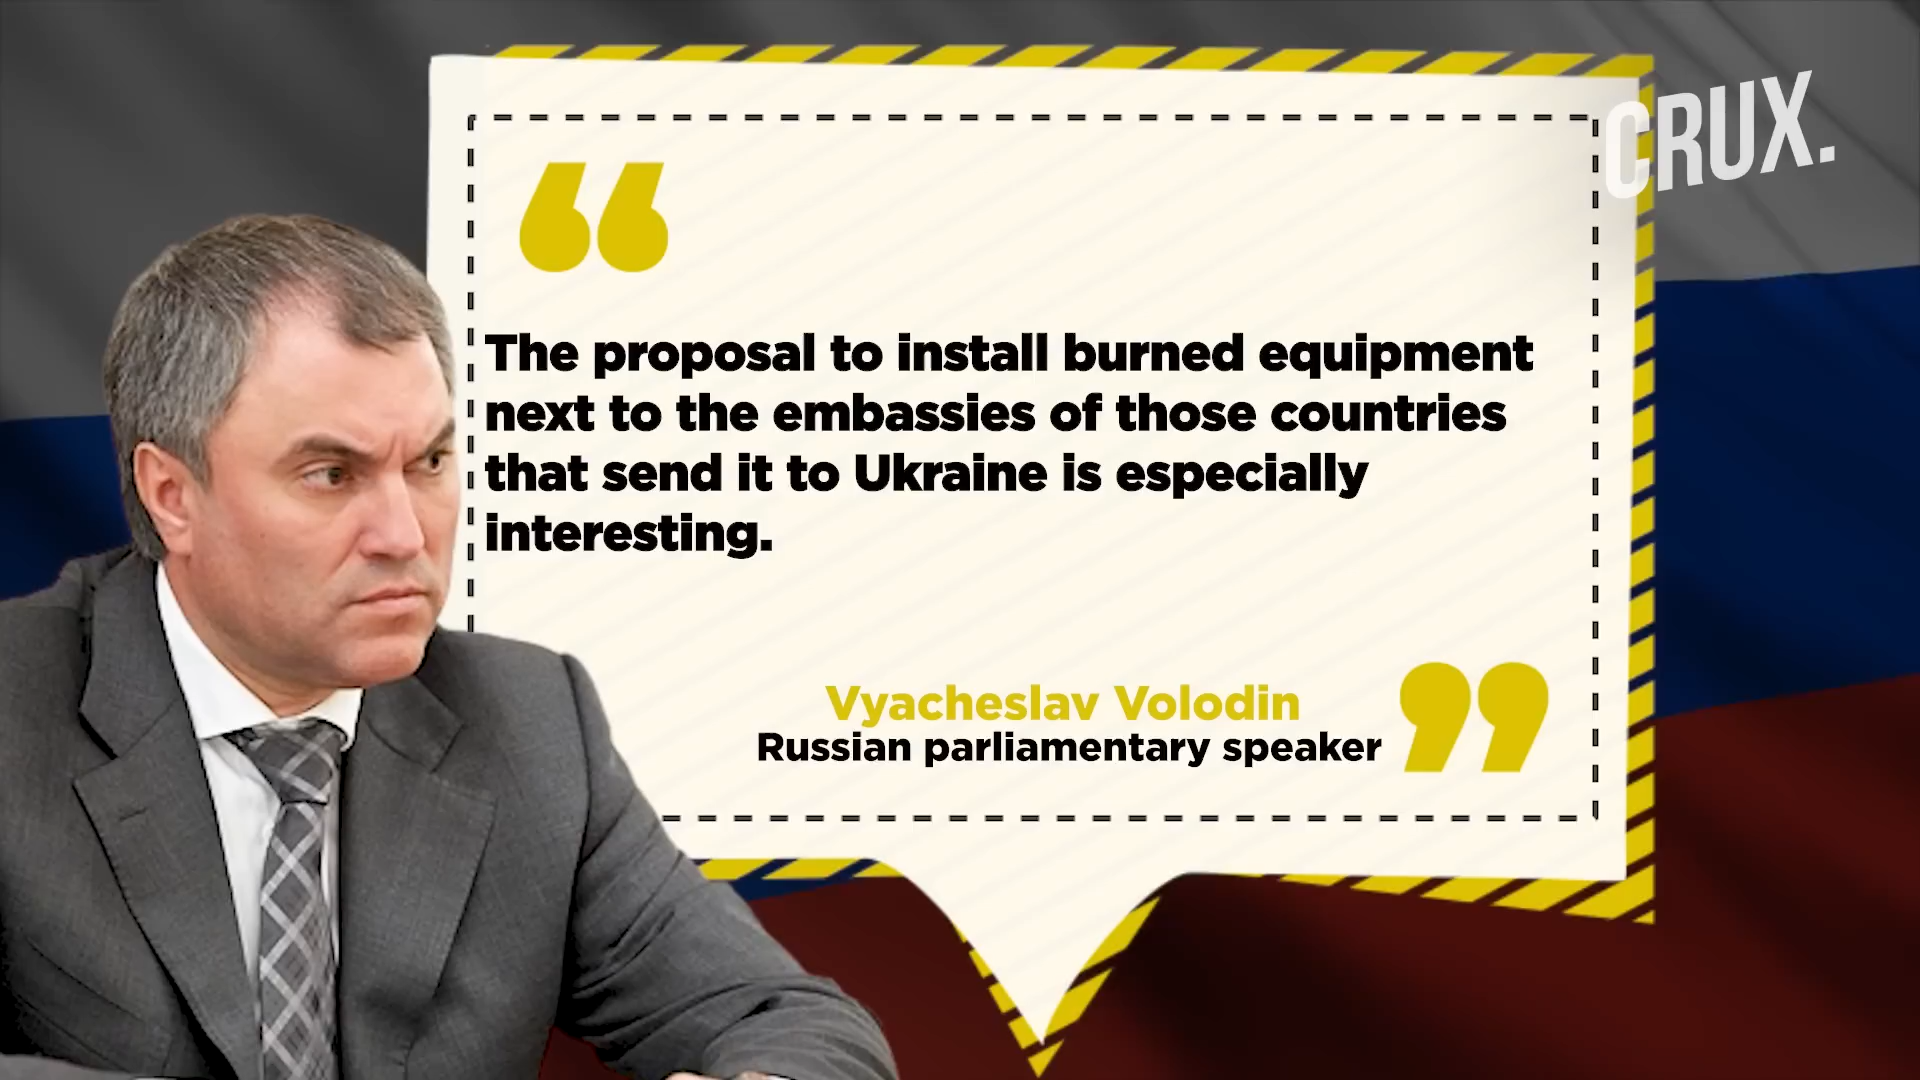 CRUX.
“
The proposal to install burned equipment
next to the embassies of those countries
that send it to Ukraine is especially
interesting.
Vyacheslav Volodin
Russian parliamentary speaker
”